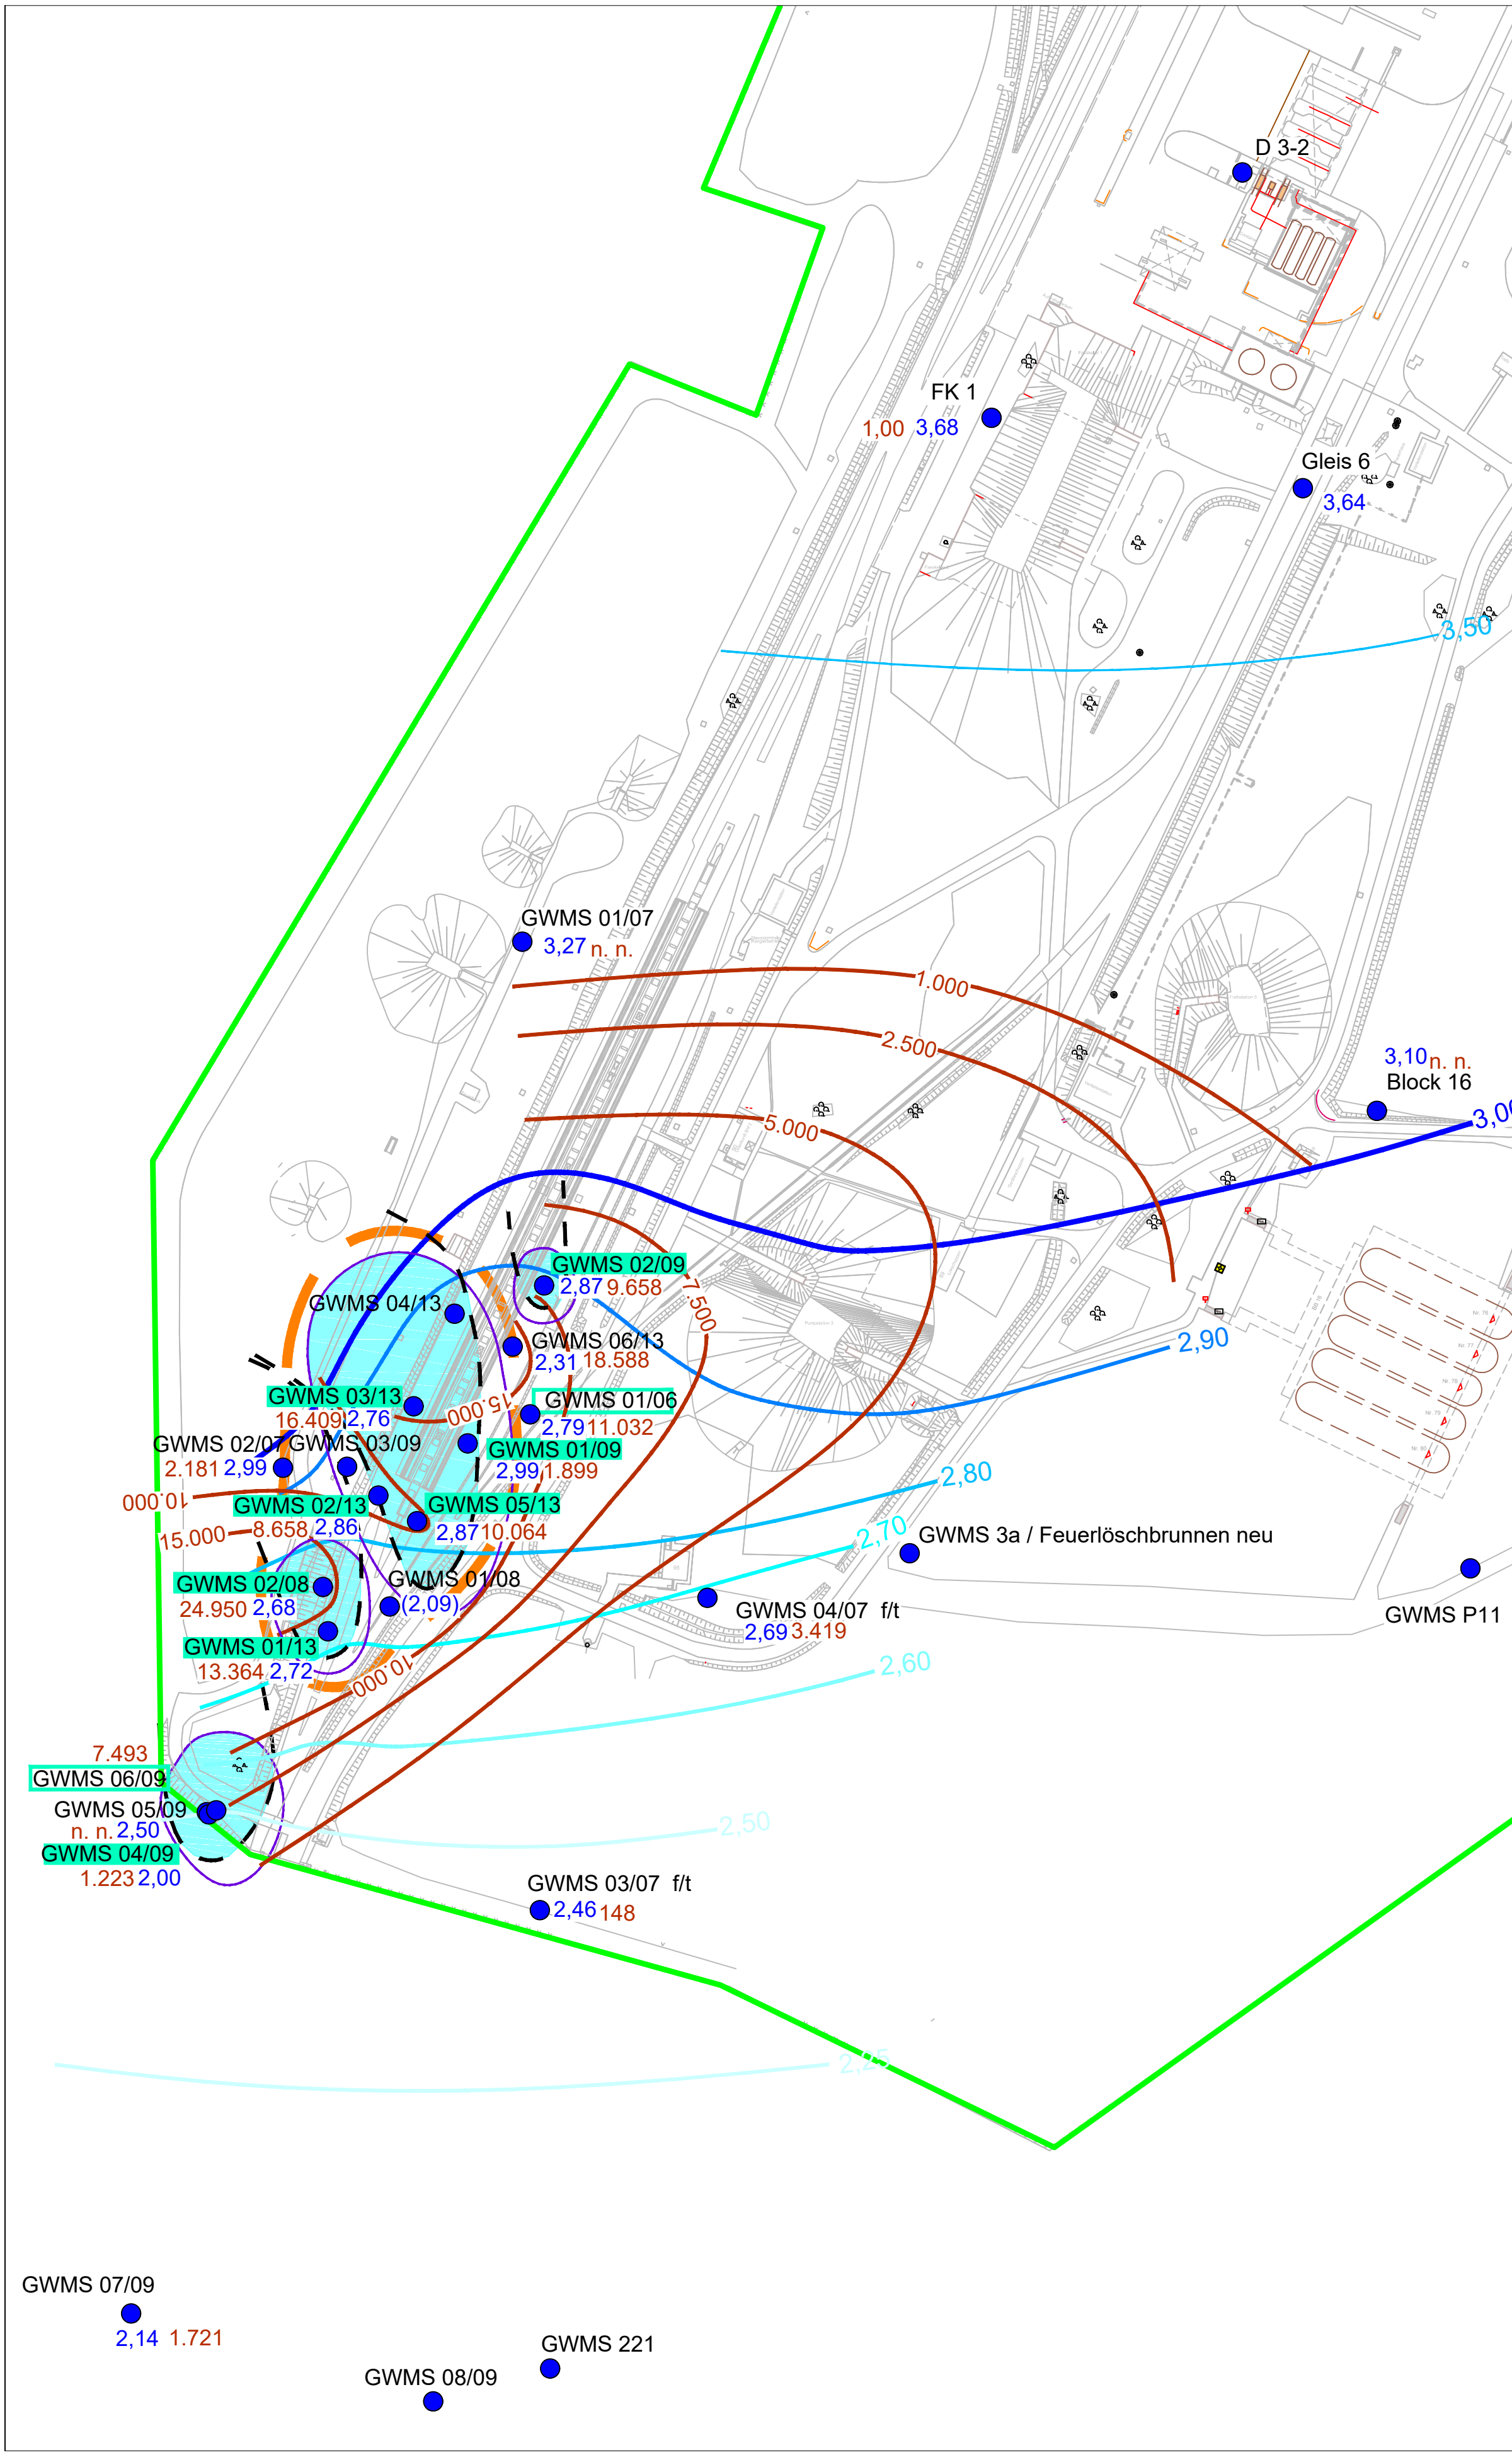 D 3-2
FK 1
1,00 3,68
Gleis 6
3,64
3,50
GWMS 01/07
3,27 n. n.
1.000
2.500
3,10 n. n.
Block 16
5.000
GWMS 02/09
2,87 9.658
GWMS 04/13
7.500
GWMS 06/13
2,31 18.588
2,90
GWMS 03/13
16.409 2,76
15.000
GWMS 01/06
2,79 11.032
GWMS 02/07
2.181 2,99
GWMS 03/09
GWMS 01/09
2,99 1.899
2,80
10.000
GWMS 02/13
8.658 2,86
GWMS 05/13
2,87 10.064
15.000
2,70
GWMS 3a / Feuerlöschbrunnen neu
GWMS 02/08
24.950 2,68
GWMS 01/08
(2,09)
GWMS 04/07 f/t
2,69 3.419
GWMS P11
GWMS 01/13
13.364 2,72
10.000
2,60
7.493
GWMS 06/09
GWMS 05/09
n. n. 2,50
2,50
GWMS 04/09
1.223 2,00
GWMS 03/07 f/t
2,46 148
2,25
GWMS 07/09
2,14 1.721
GWMS 221
GWMS 08/09